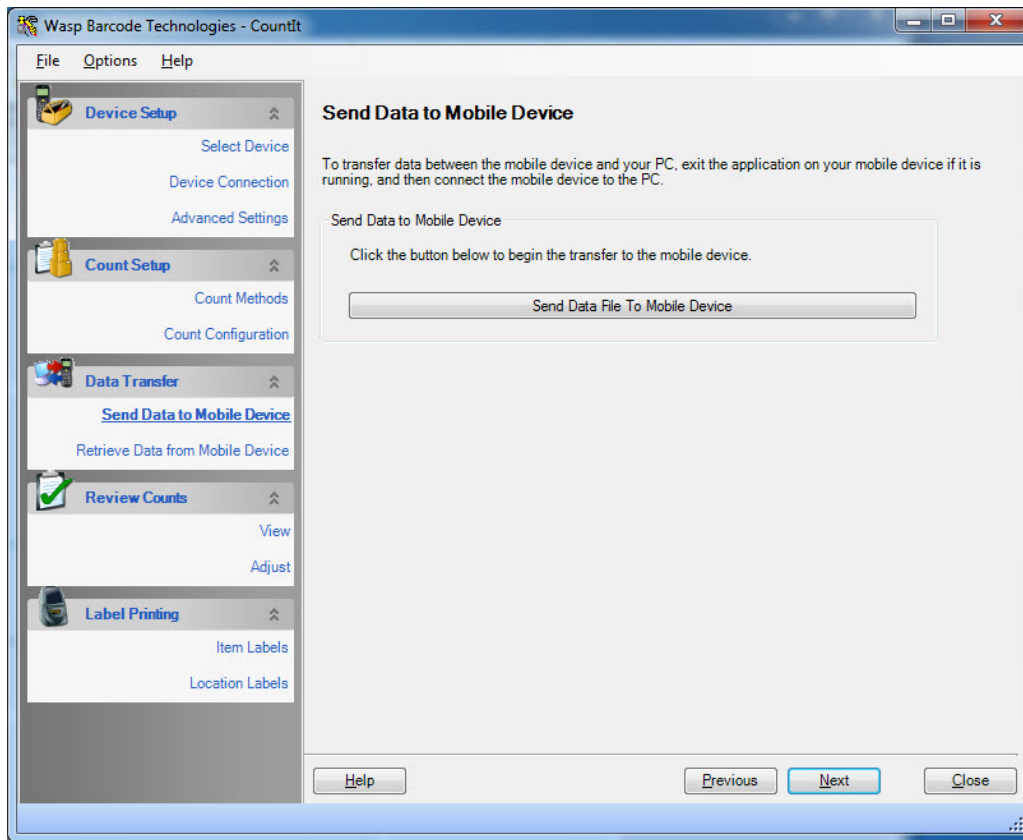 Wasp Barcode Technologies - CountIt
File Options Help
Device Setup
Select Device
Device Connection
Advanced Settings
Count Setup
Count Methods
Count Configuration
Data Transfer
Send Data to Mobile Device
Retrieve Data from Mobile Device
Review Counts
View
Adjust
Label Printing
Item Labels
Location Labels
Send Data to Mobile Device
To transfer data between the mobile device and your PC, exit the application on your mobile device if it is
running, and then connect the mobile device to the PC.
Send Data to Mobile Device
Click the button below to begin the transfer to the mobile device.
Send Data File To Mobile Device
Help Previous Next Close